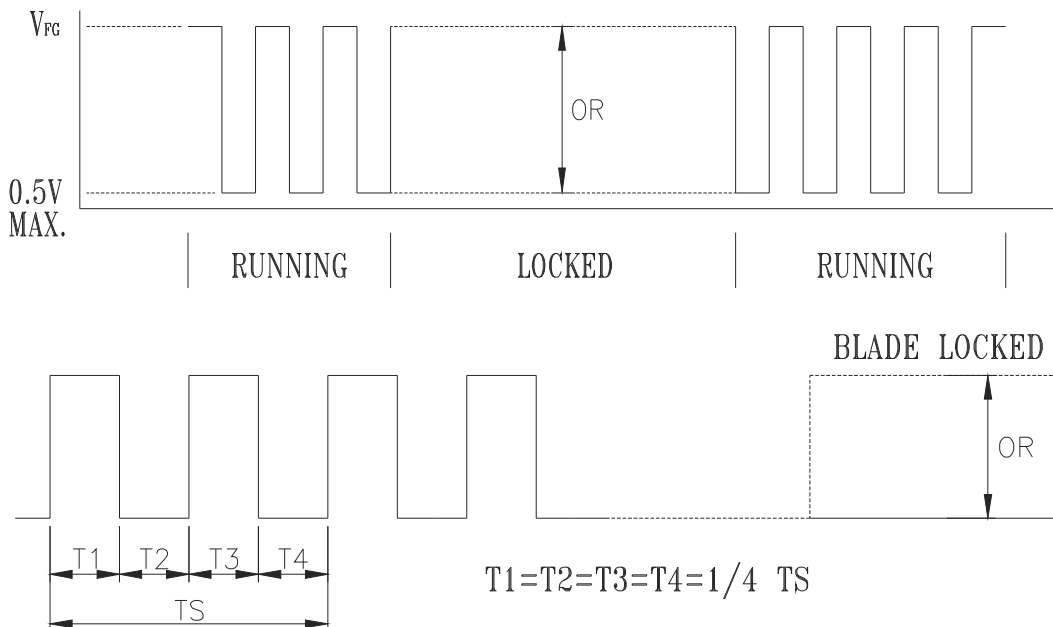 VFG
OR
0.5V
MAX.
RUNNING LOCKED RUNNING
BLADE LOCKED
OR
T1 T2 T3 T4
T1=T2=T3=T4=1/4 TS
TS